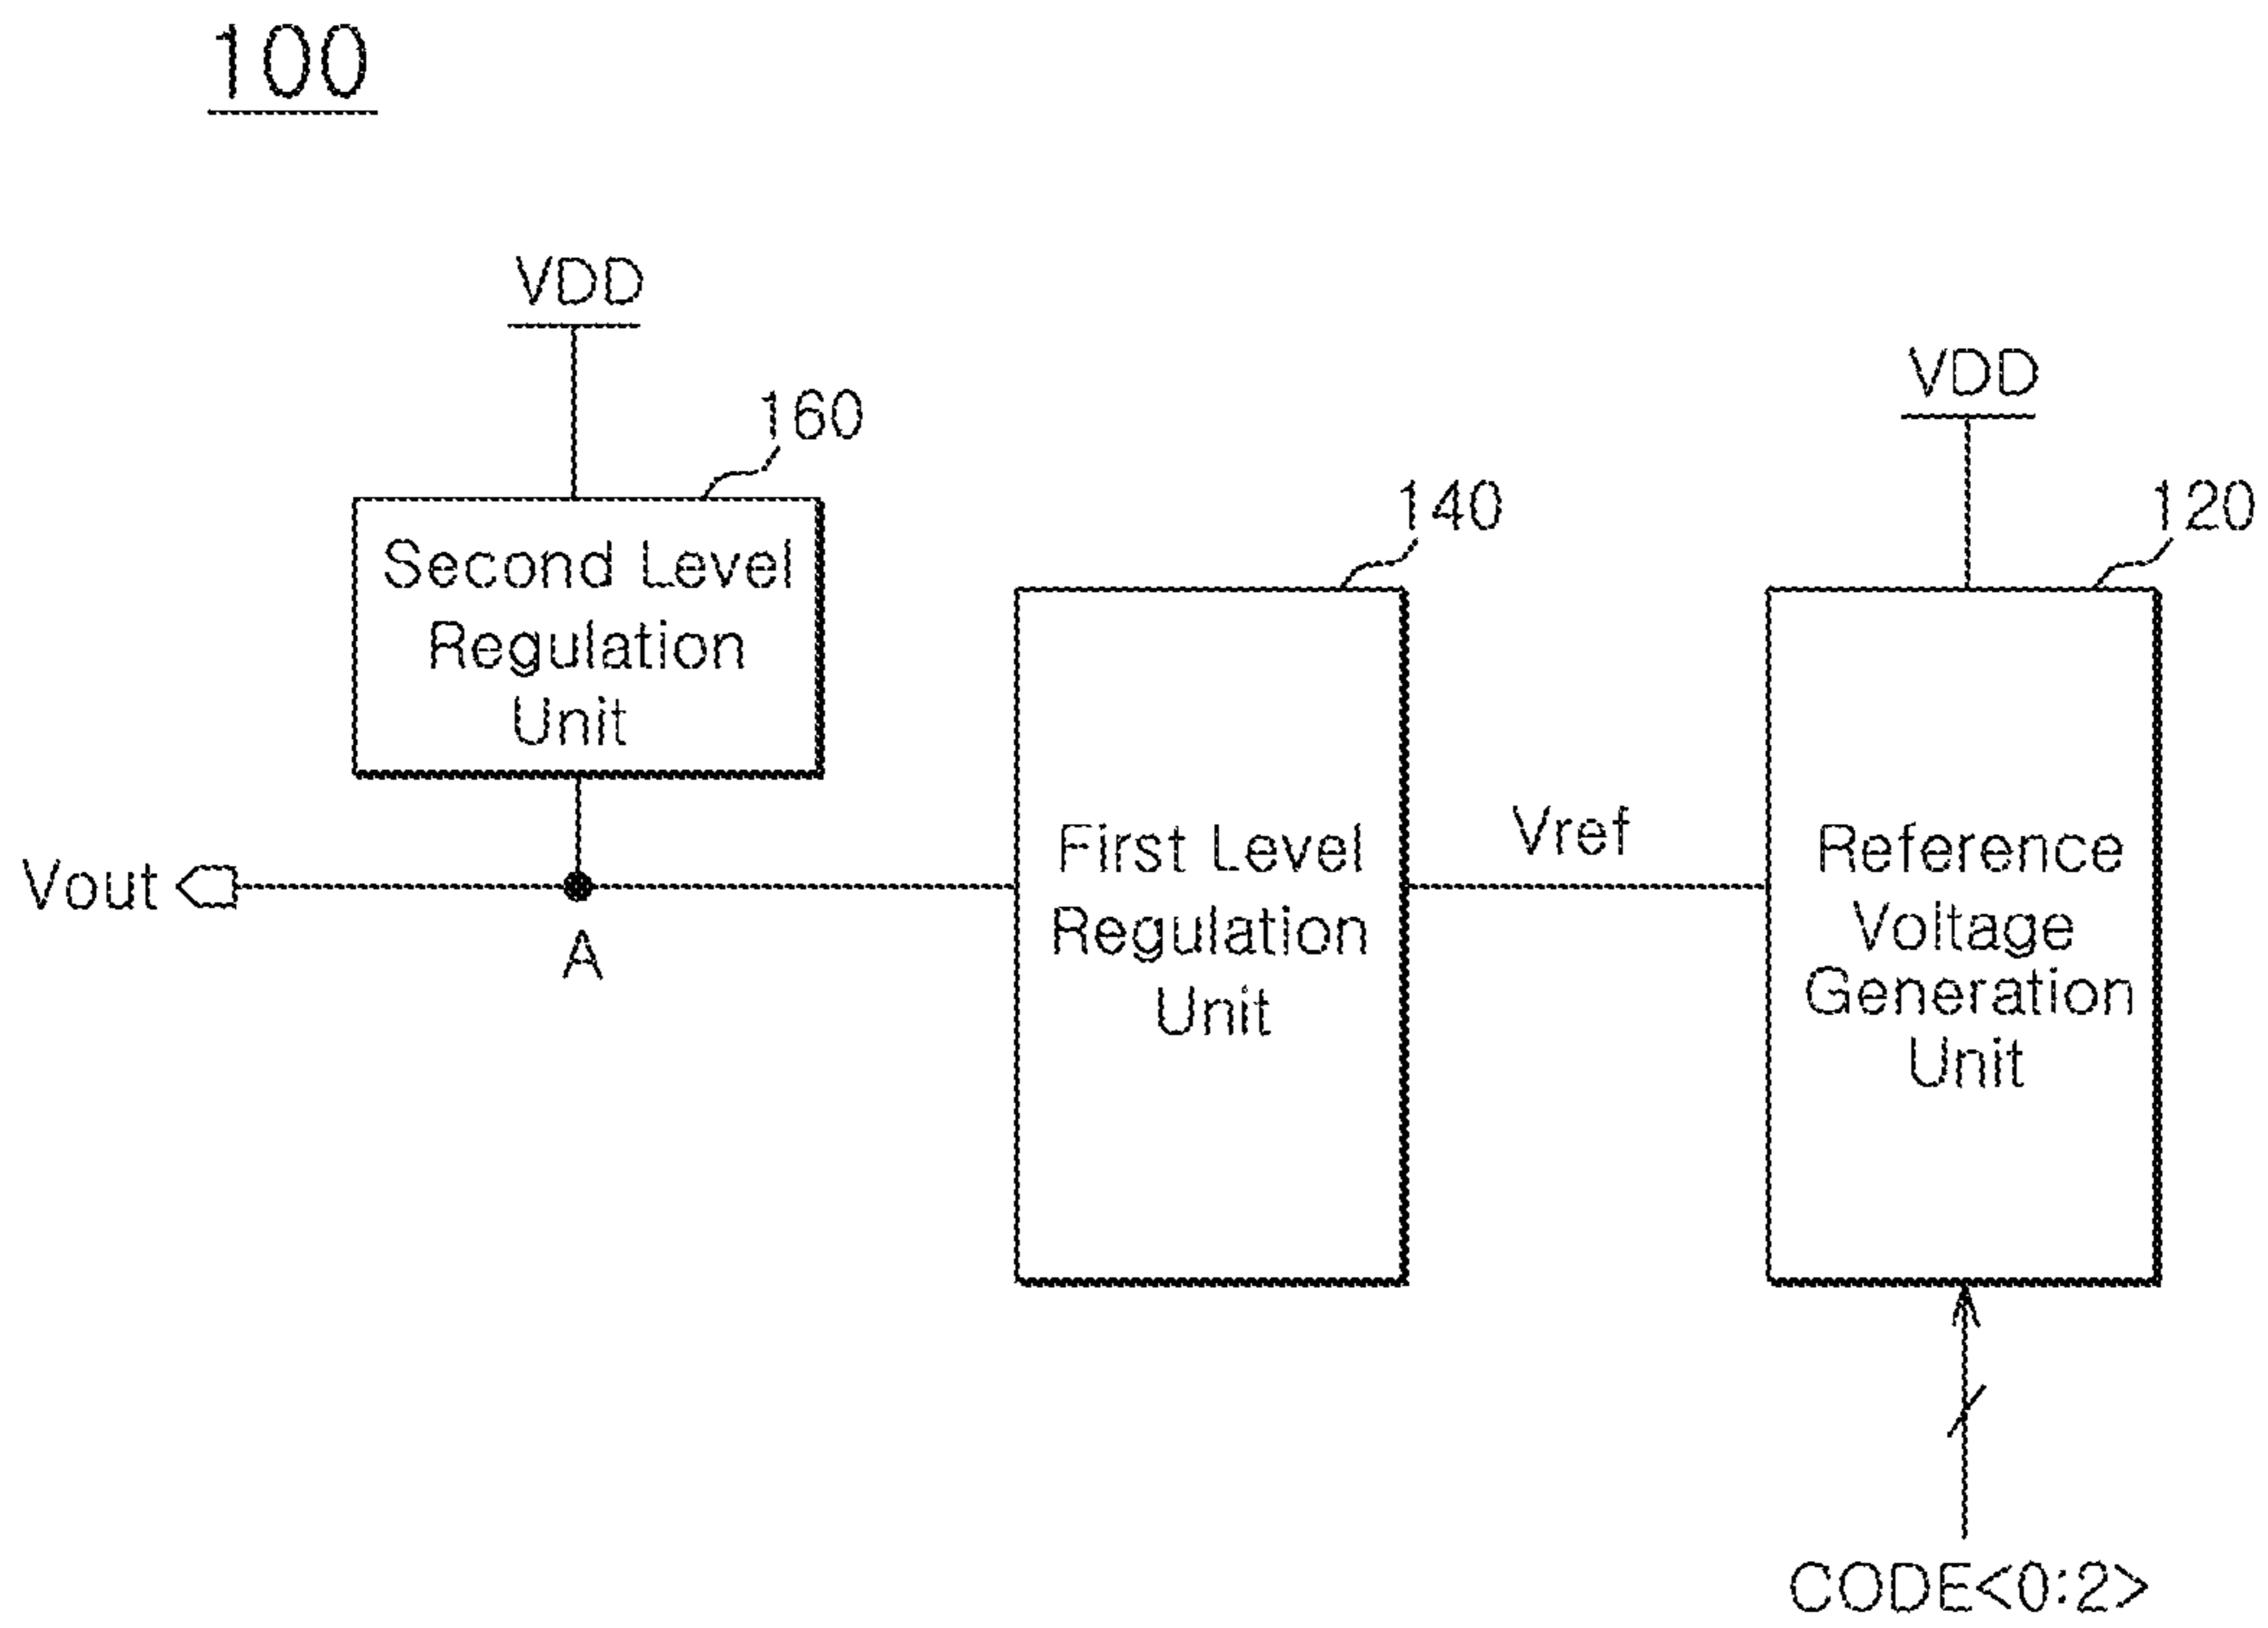 100
VDD
160
Second Level
Regulation
Unit
VDD
140
120
First Level
Regulation
Unit
Vref
Reference
Voltage
Generation
Unit
Vout
A
CODE<0:2>